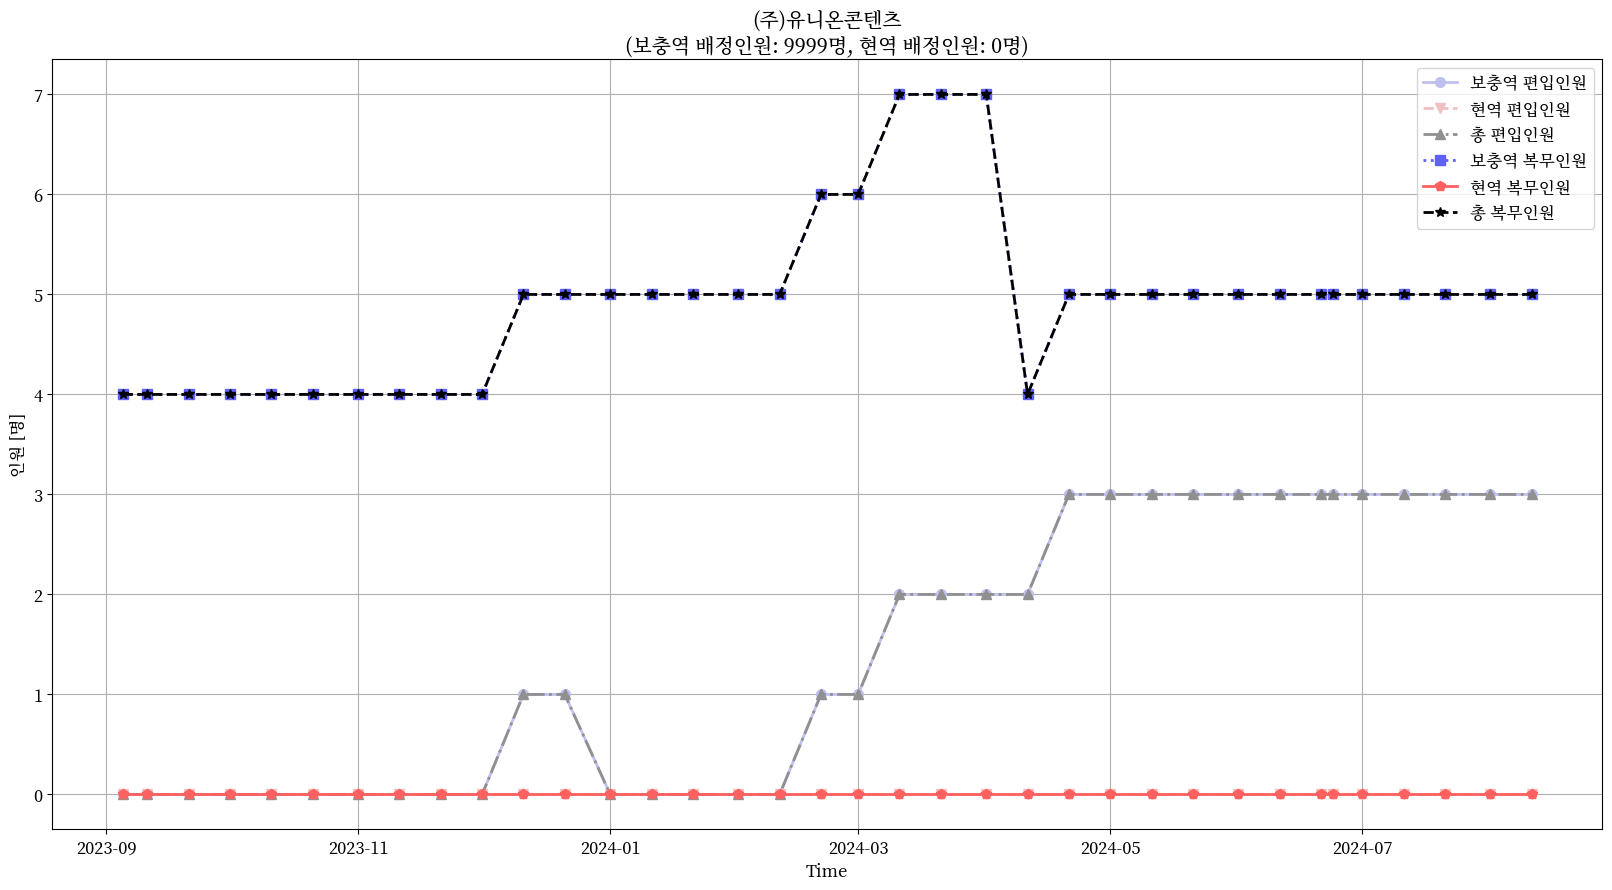 (주)유니온콘텐츠
(보충역 배정인원: 9999명, 현역 배정인원: 0명)
보충역 편입인원
현역 편입인원
총 편입인원
보충역 복무인원
현역 복무인원
총 복무인원
7
6
5
4
3
2
1
0
인원 [명]
2023-09
2023-11
2024-01
2024-03
2024-05
2024-07
Time